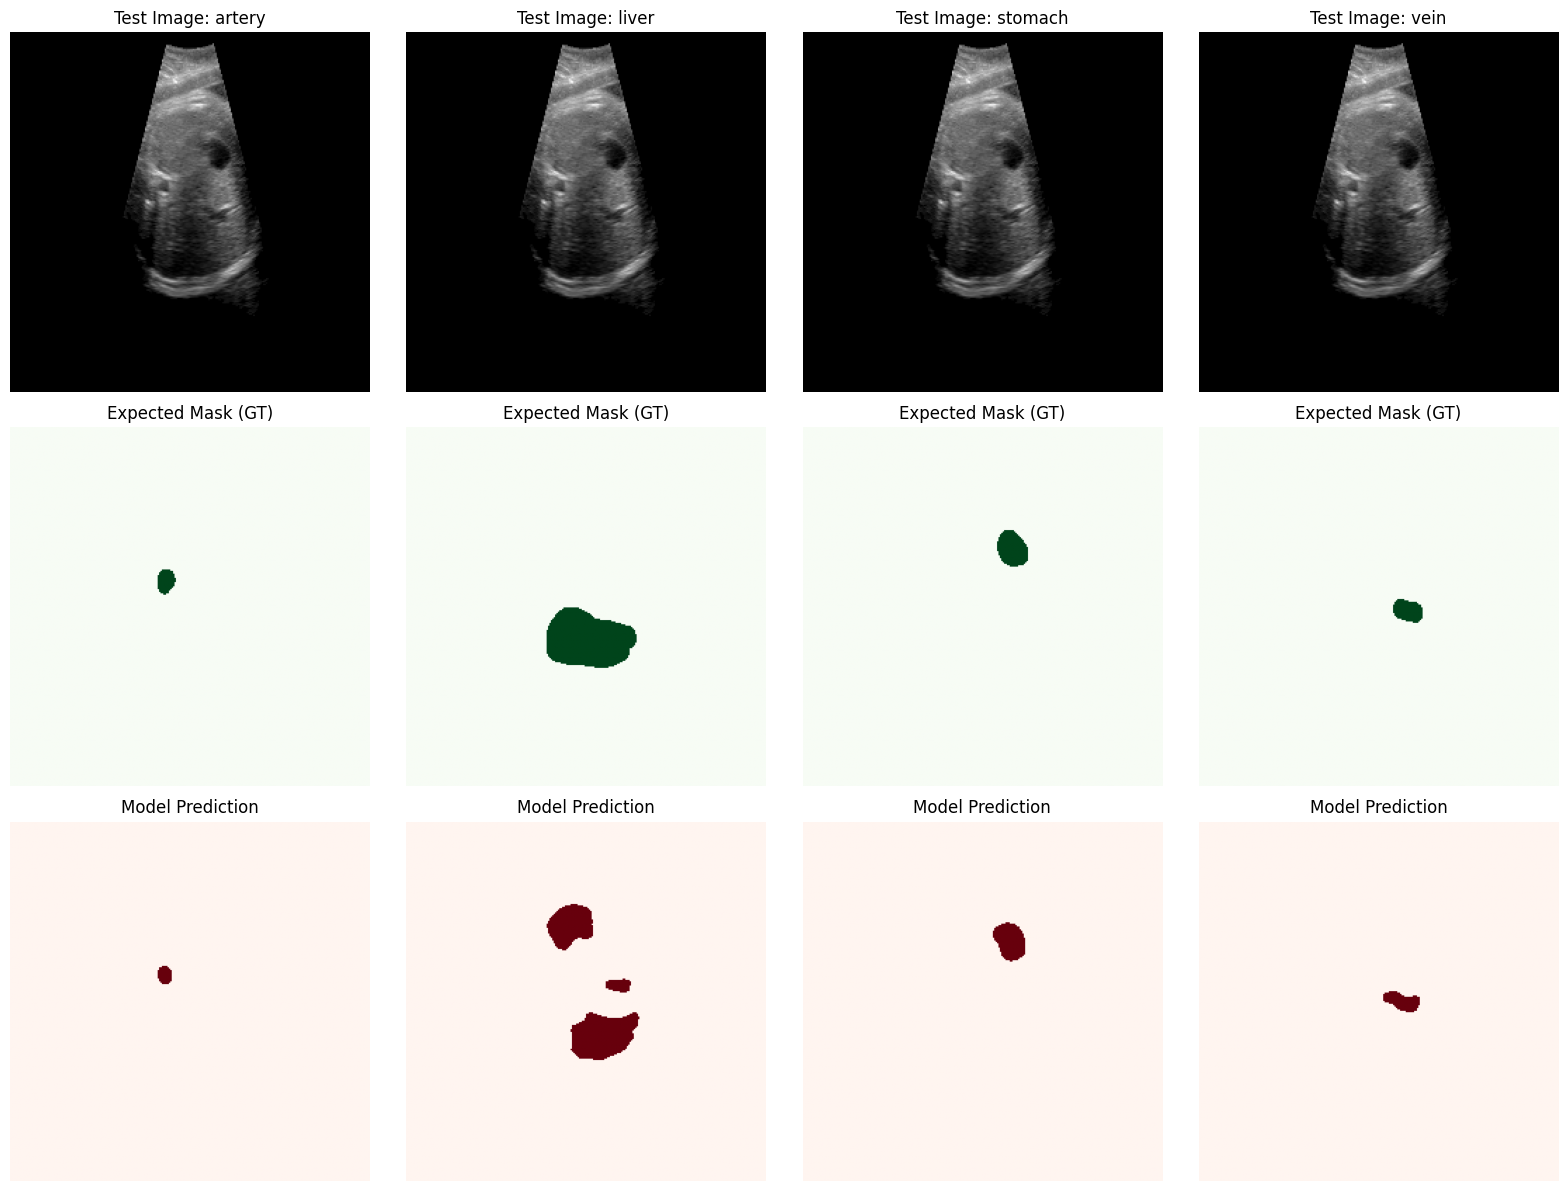 Test Image: artery
Test Image: liver
Test Image: stomach
Test Image: vein
Expected Mask (GT)
Expected Mask (GT)
Expected Mask (GT)
Expected Mask (GT)
Model Prediction
Model Prediction
Model Prediction
Model Prediction